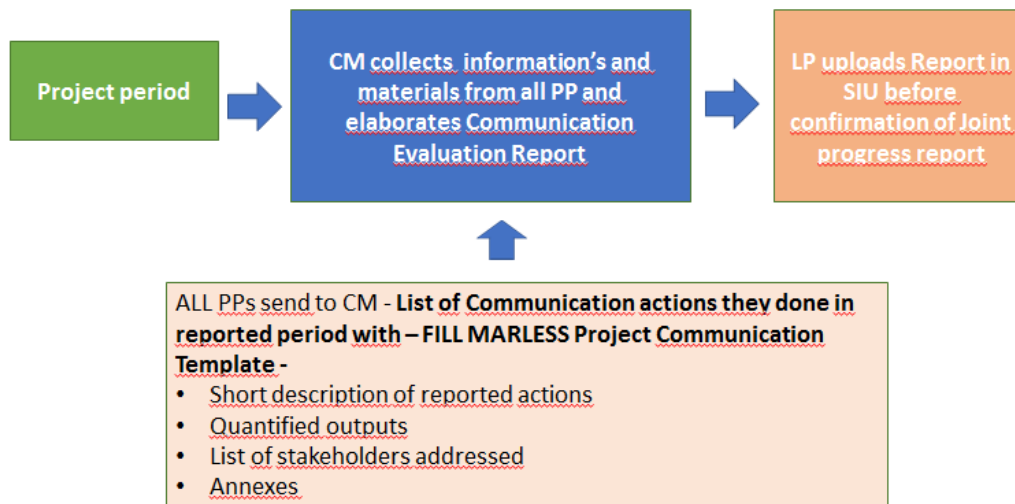 Project period
CM collects information's and
materials from all PP and
elaborates Communication
Evaluation Report
LP uploads Report in
SIU before
confirmation of Joint
progress report
ALL PPs send to CM - List of Communication actions they done in
reported period with – FILL MARLESS Project Communication
Template -
• Short description of reported actions
• Quantified outputs
• List of stakeholders addressed
• Annexes